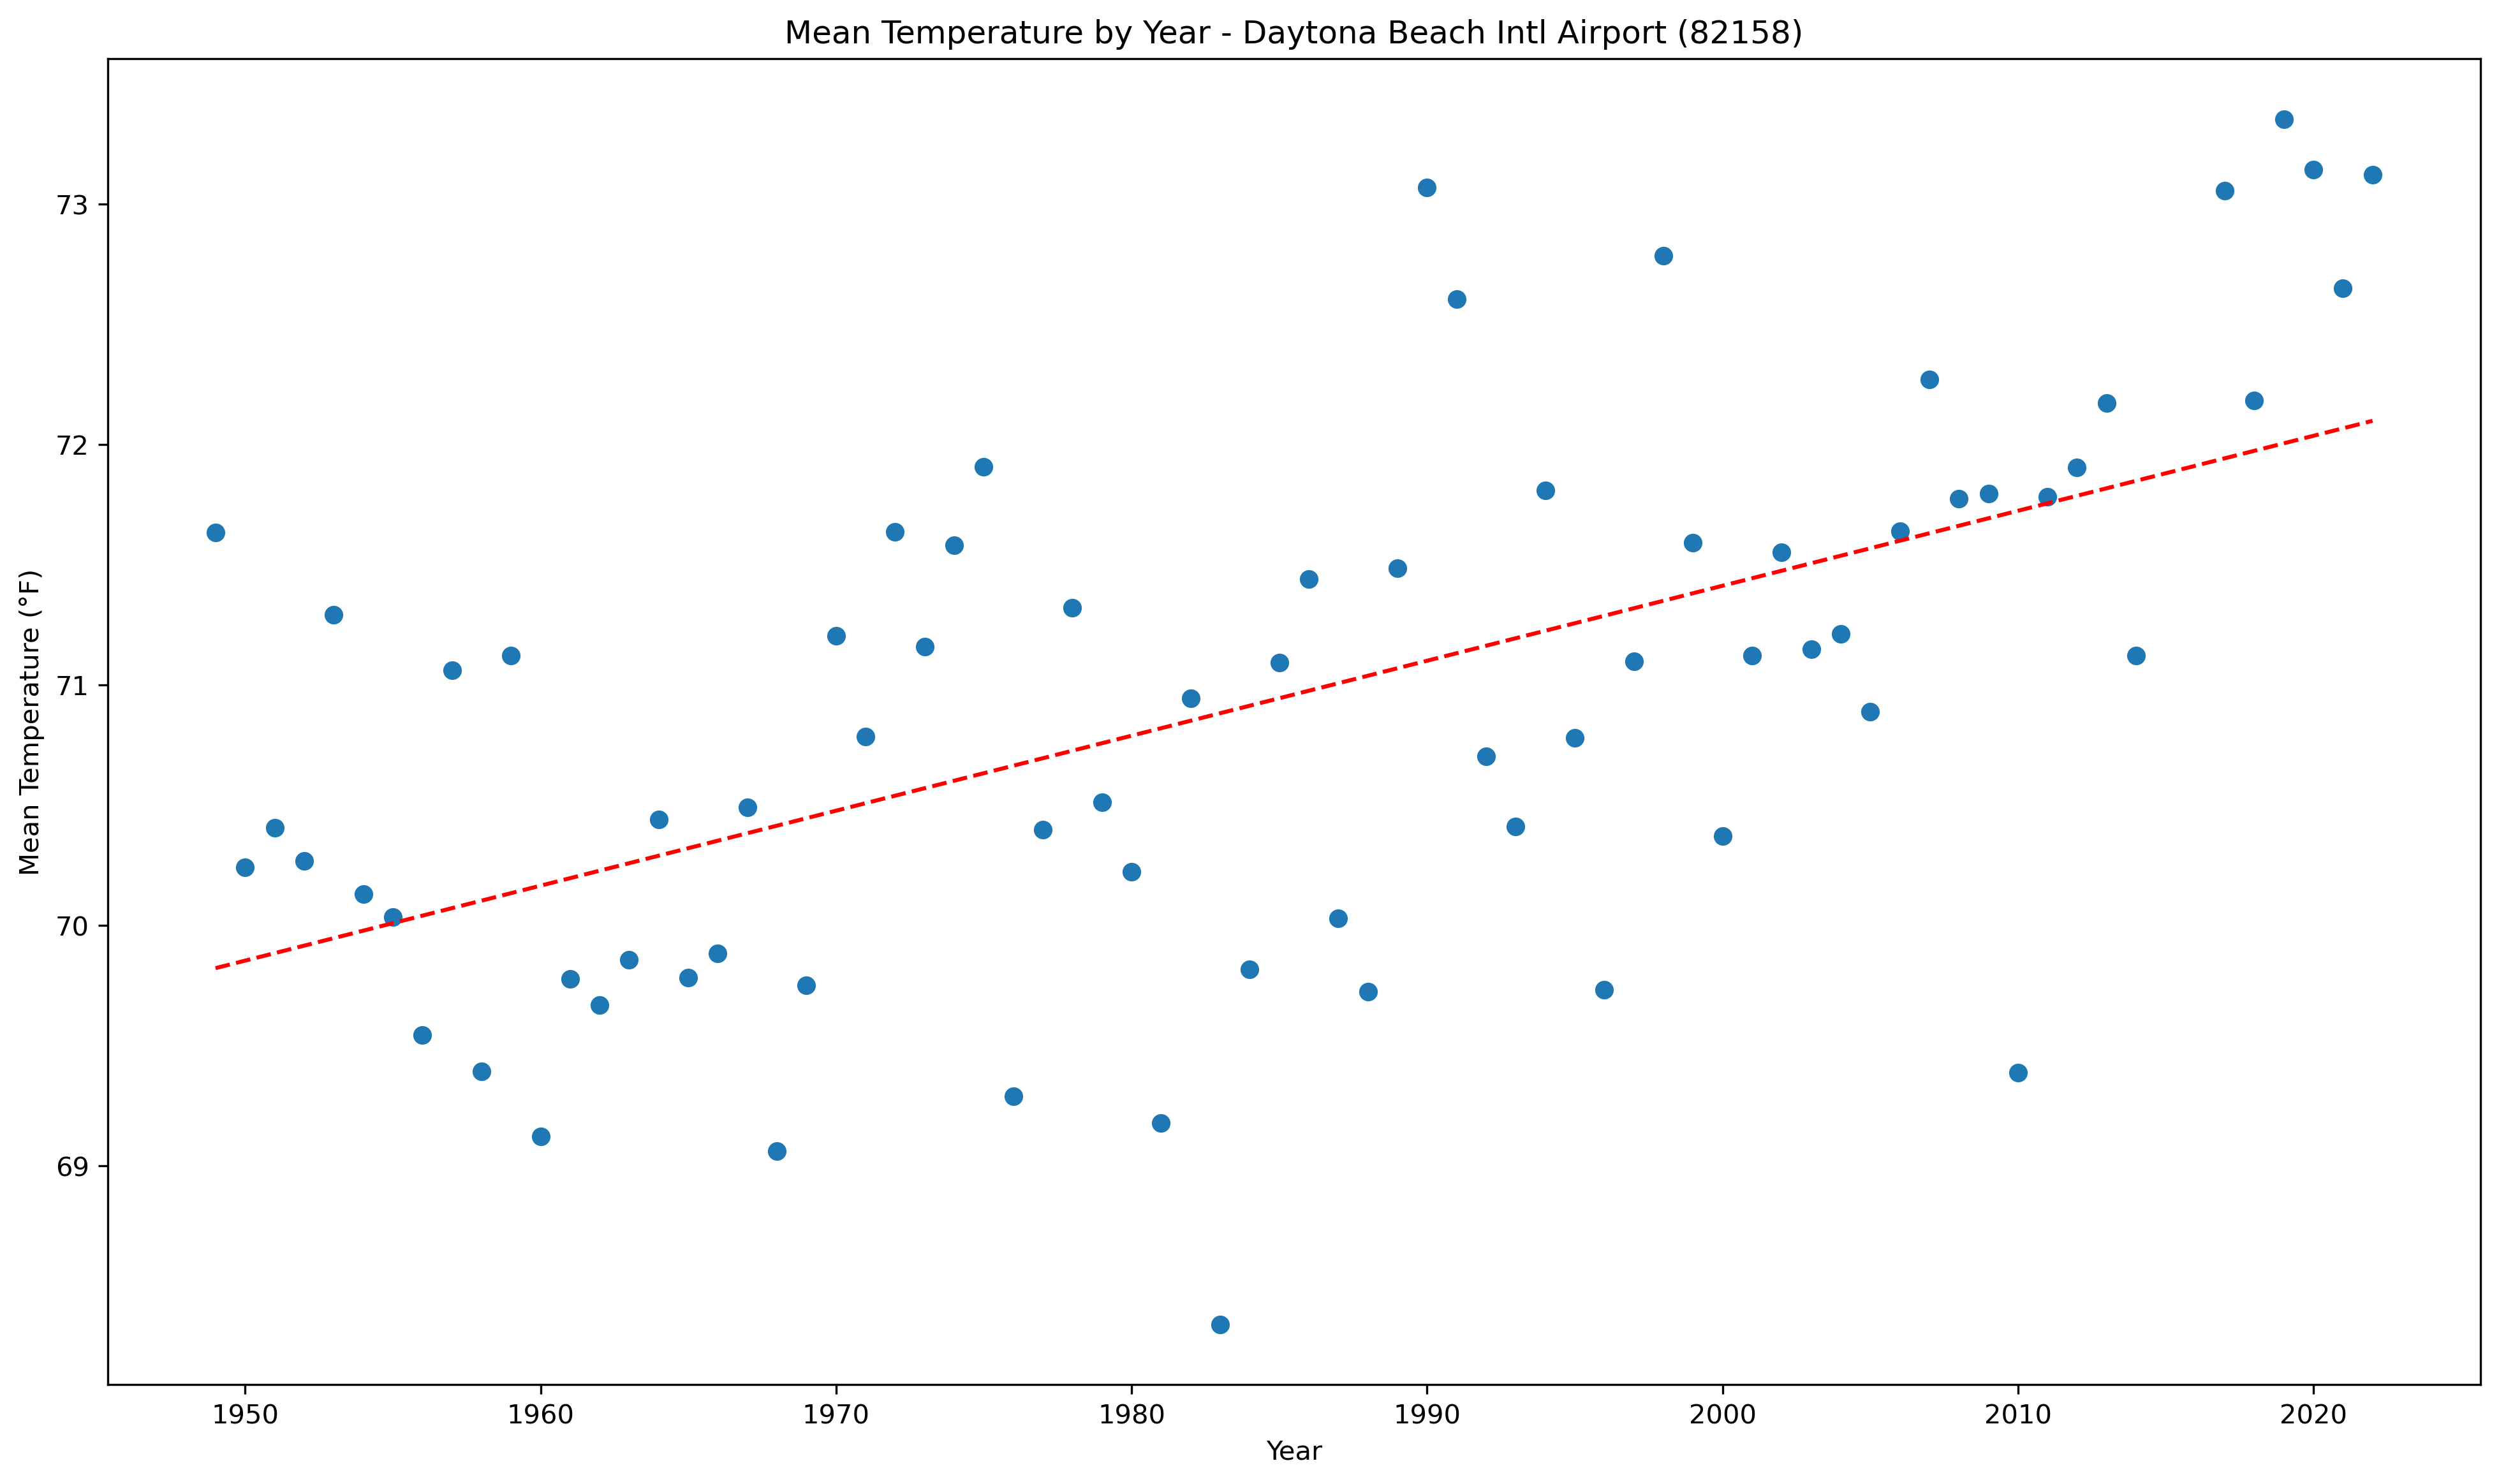 Mean Temperature by Year - Daytona Beach Intl Airport (82158)
Mean Temperature (°F)
73
72
71
70
69
1950 1960 1970 1980 1990 2000 2010 2020
Year